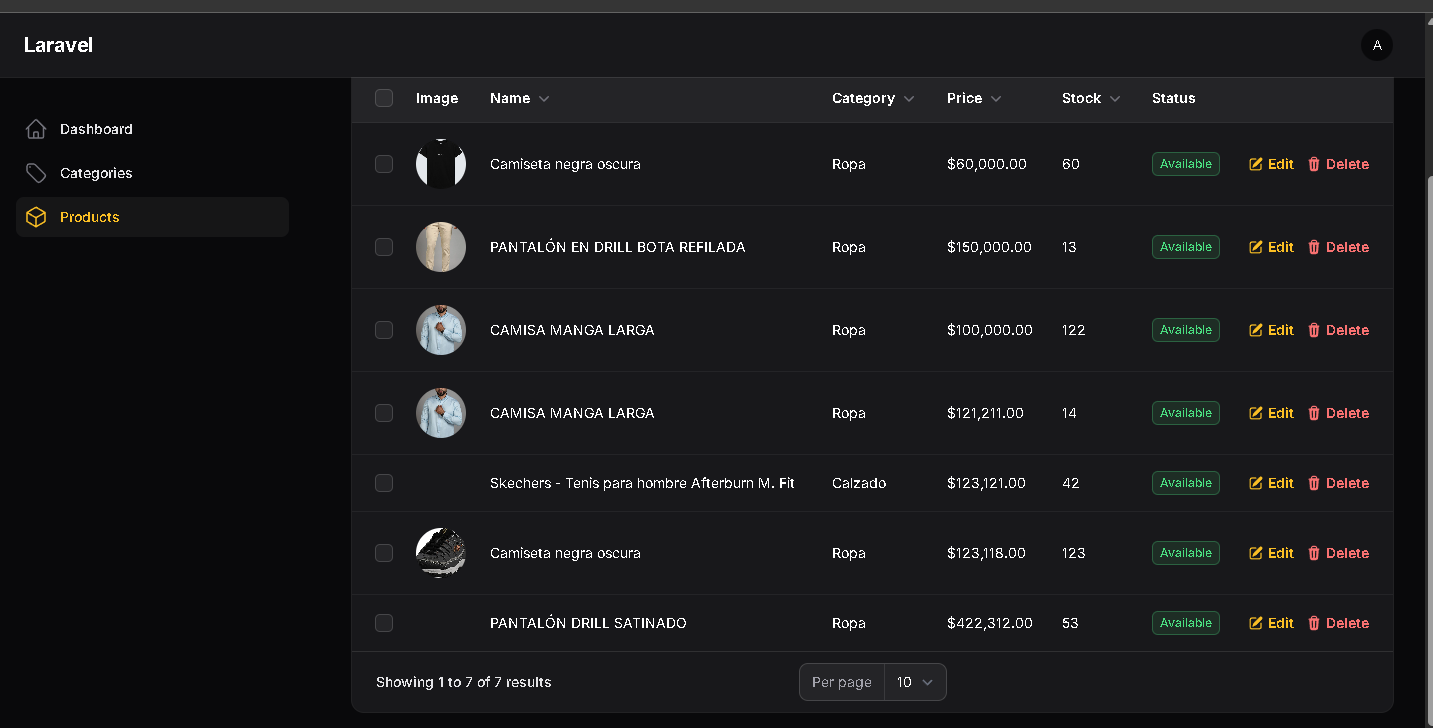 Laravel
A
Dashboard
Categories
Products
Image Name Category Price Stock Status
Camiseta negra oscura Ropa $60,000.00 60 Available Edit Delete
PANTALÓN EN DRILL BOTA REFILADA Ropa $150,000.00 13 Available Edit Delete
CAMISA MANGA LARGA Ropa $100,000.00 122 Available Edit Delete
CAMISA MANGA LARGA Ropa $121,211.00 14 Available Edit Delete
Skechers - Tenis para hombre Afterburn M. Fit Calzado $123,121.00 42 Available Edit Delete
Camiseta negra oscura Ropa $123,118.00 123 Available Edit Delete
PANTALÓN DRILL SATINADO Ropa $422,312.00 53 Available Edit Delete
Showing 1 to 7 of 7 results Per page 10